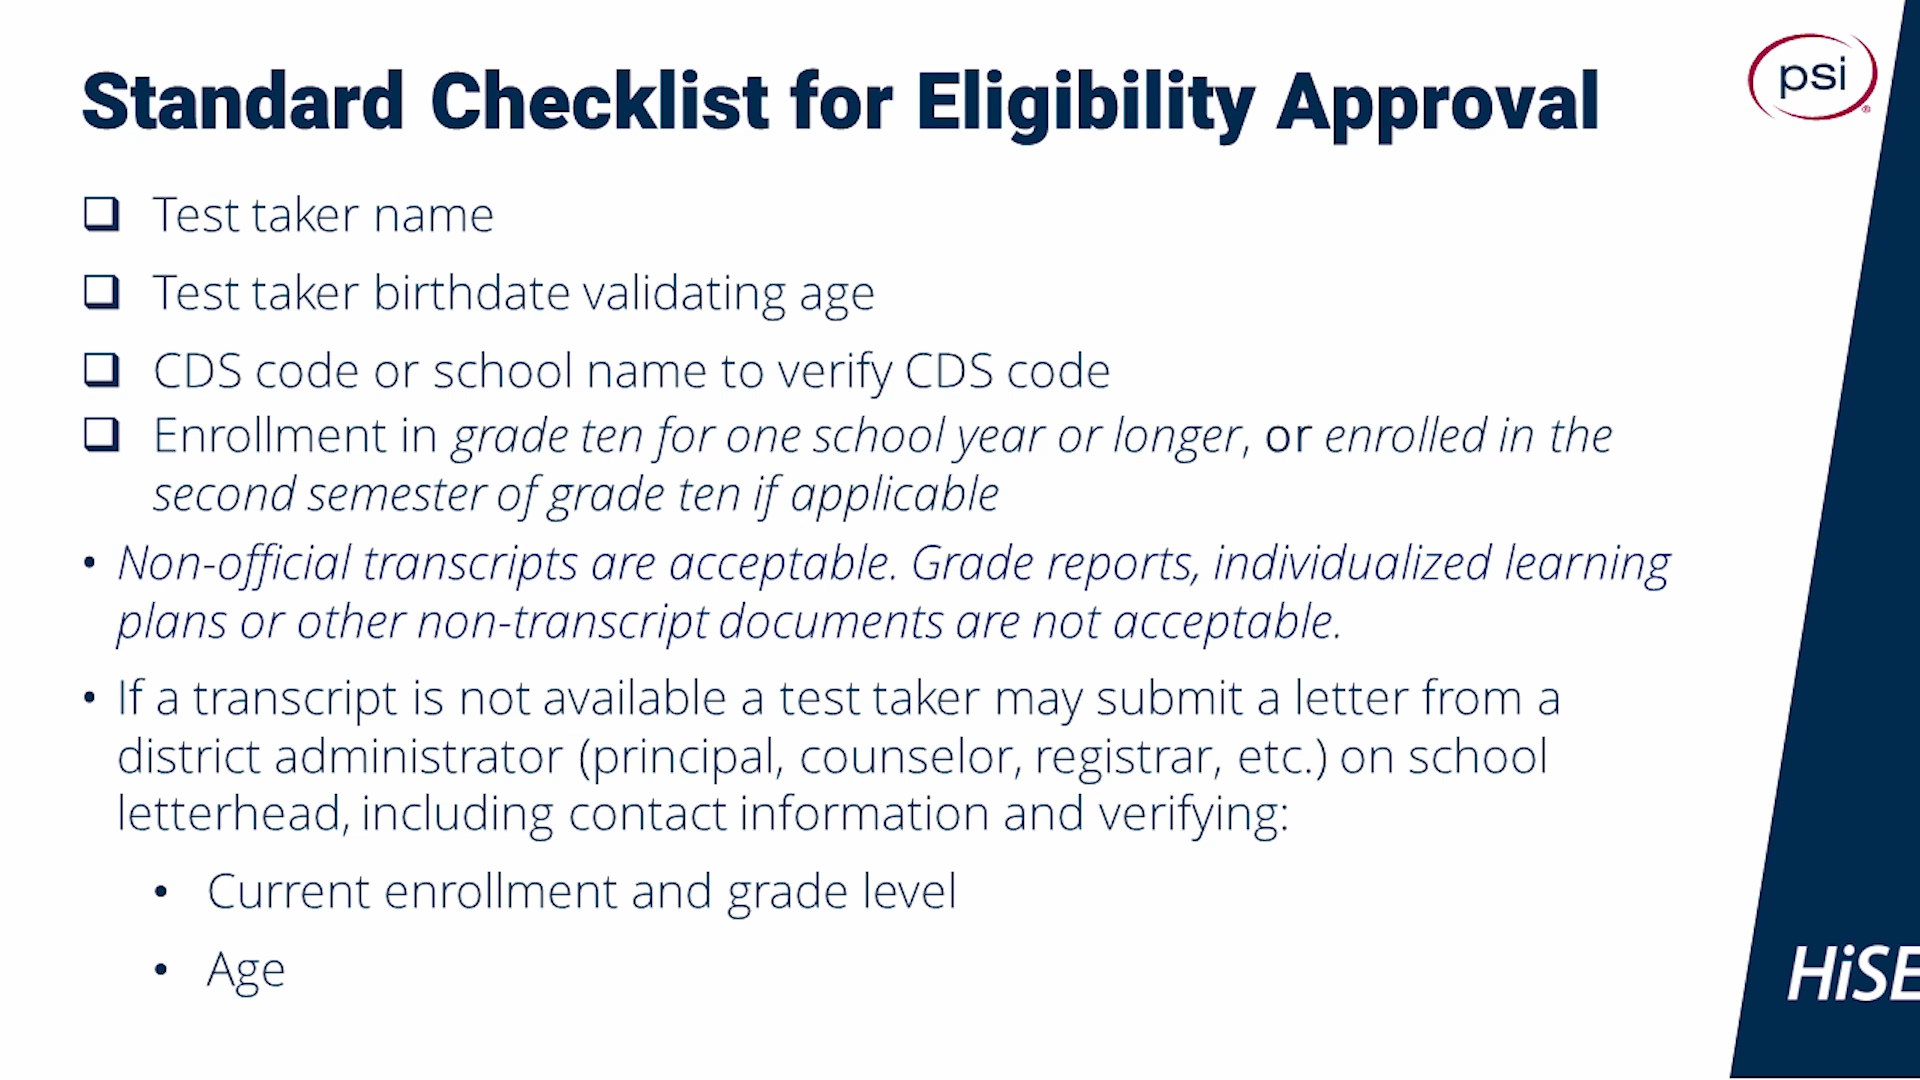 Standard Checklist for Eligibility Approval
psi
❑ Test taker name
❑ Test taker birthdate validating age
❑ CDS code or school name to verify CDS code
❑ Enrollment in grade ten for one school year or longer, or enrolled in the
second semester of grade ten if applicable
• Non-official transcripts are acceptable. Grade reports, individualized learning
plans or other non-transcript documents are not acceptable.
• If a transcript is not available a test taker may submit a letter from a
district administrator (principal, counselor, registrar, etc.) on school
letterhead, including contact information and verifying:
• Current enrollment and grade level
• Age
HiSE